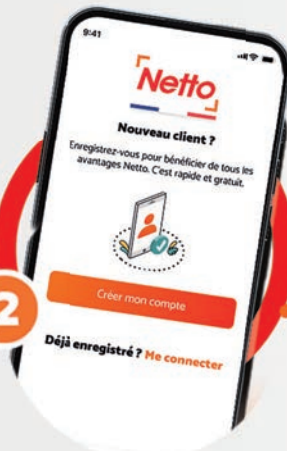 9:41
Netto
Nouveau client ?
Enregistrez-vous pour bénéficier de tous les
avantages Netto. C'est rapide et gratuit.
Créer mon compte
2
Déjà enregistré ? Me connecter